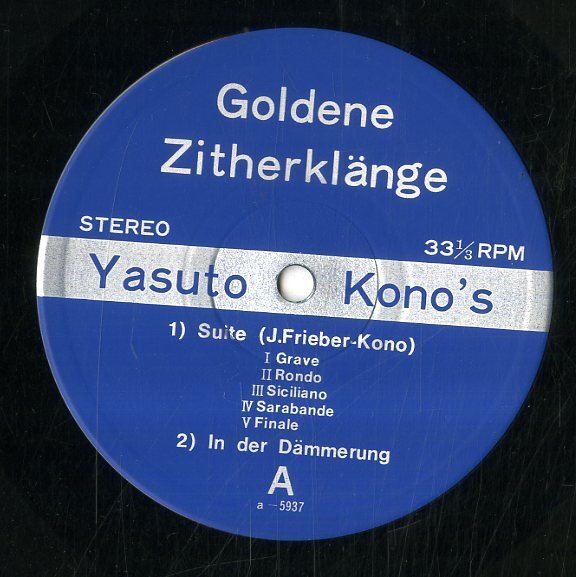 Goldene
Zitherklänge
STEREO
33⅓ RPM
Yasuto Kono's
1) Suite (J.Frieber-Kono)
I Grave
II Rondo
III Siciliano
IV Sarabande
V Finale
2) In der Dämmerung
A
a-5937